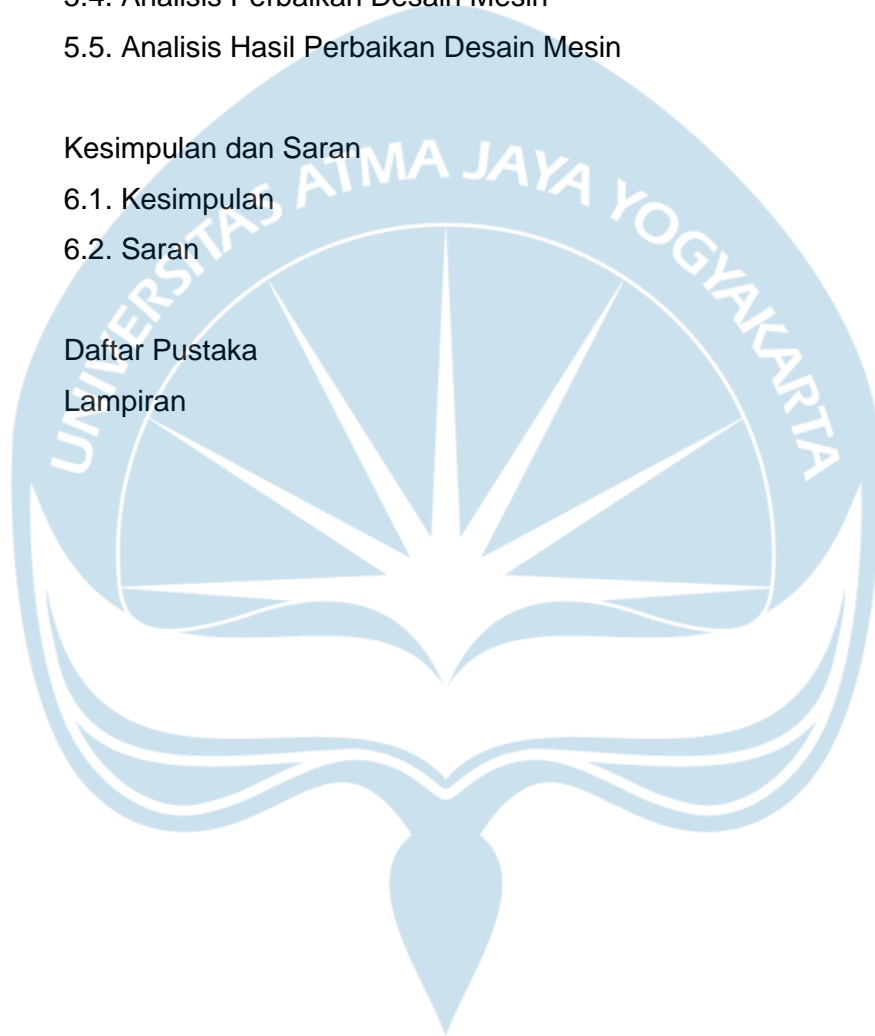 5.4. Analisis Perbaikan Desain Mesin
5.5. Analisis Hasil Perbaikan Desain Mesin
Kesimpulan dan Saran
6.1. Kesimpulan
6.2. Saran
Daftar Pustaka
Lampiran
UNIVERSITAS ATMA JAYA YOGYAKARTA